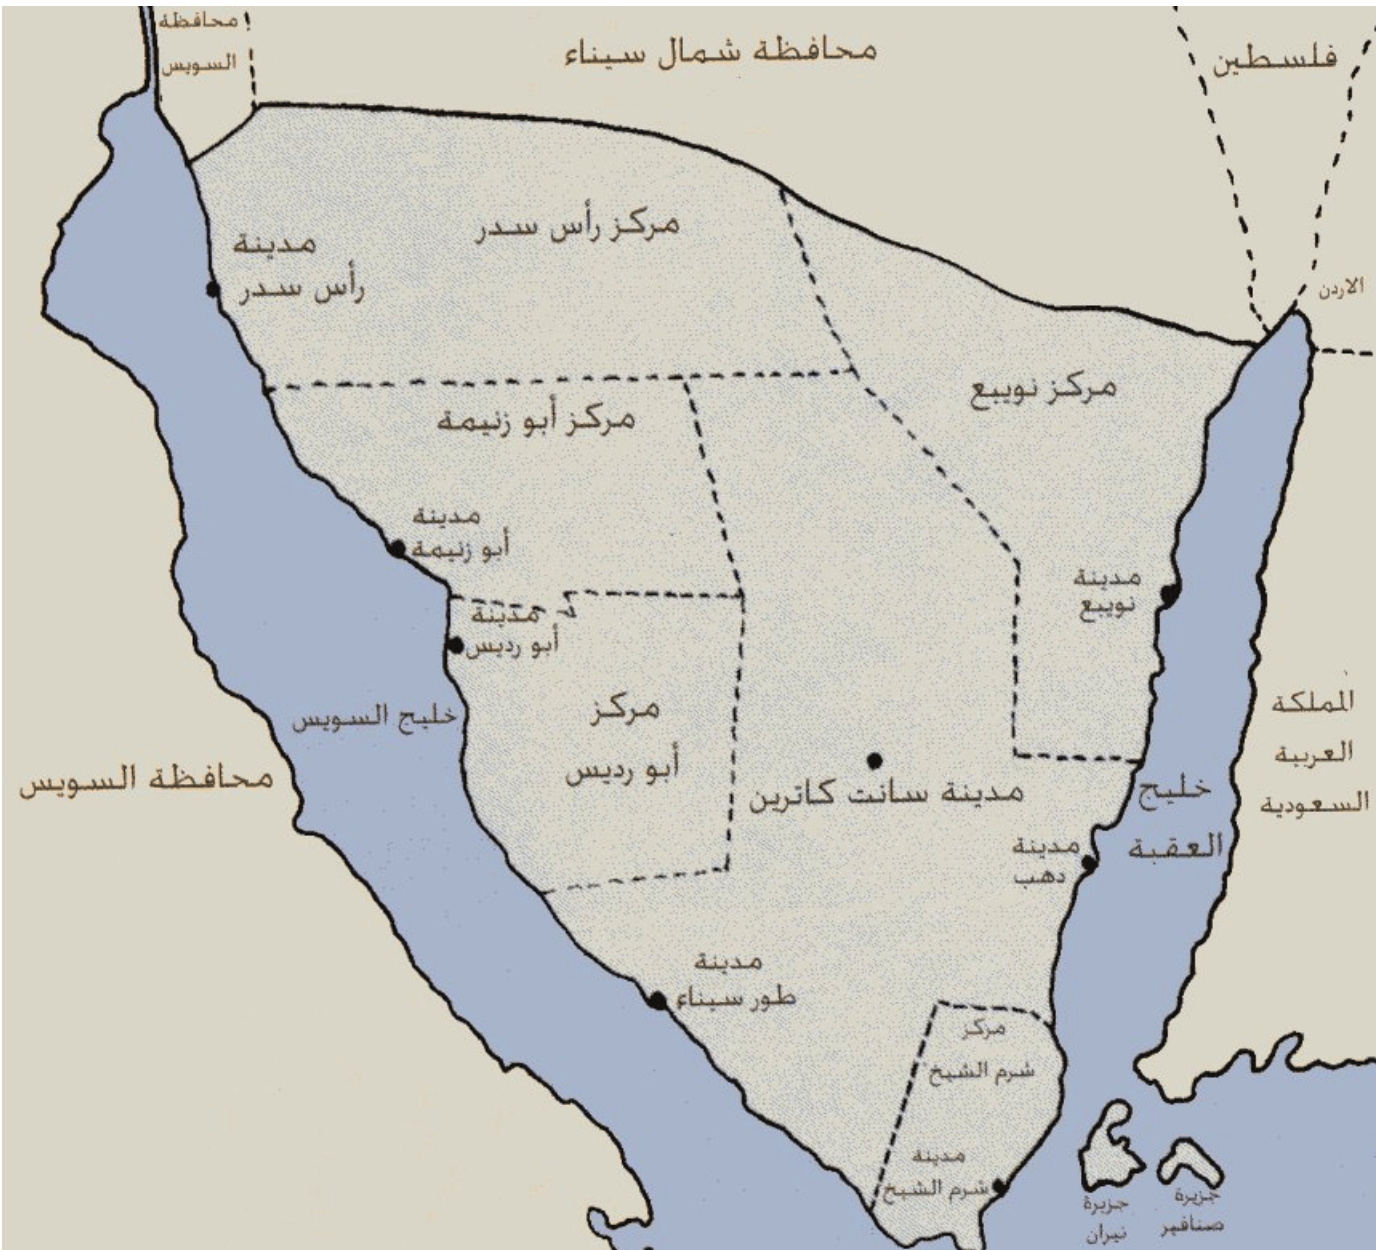 محافظة
السويس
محافظة شمال سيناء
فلسطين
الاردن
مركز رأس سدر
مدينة
رأس سدر
مركز نويبع
مركز أبو زنيمة
مدينة
أبو زنيمة
مدينة
نويبع
مدينة
أبو رديس
مركز
أبو رديس
خليج السويس
محافظة السويس
المملكة
العربية
السعودية
مدينة سانت كاترين
خليج
العقبة
مدينة
دهب
مدينة
طور سيناء
مركز
شرم الشيخ
مدينة
شرم الشيخ
جزيرة
تيران
جزيرة
صنافير